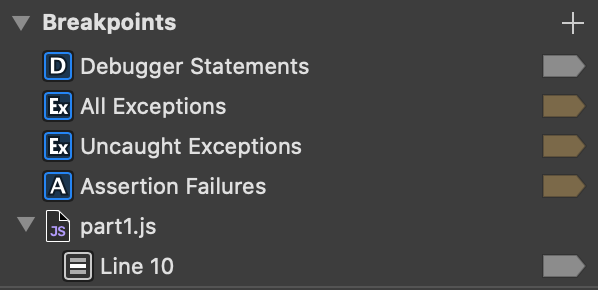 Breakpoints
D Debugger Statements
Ex All Exceptions
Ex Uncaught Exceptions
A Assertion Failures
JS part1.js
Line 10